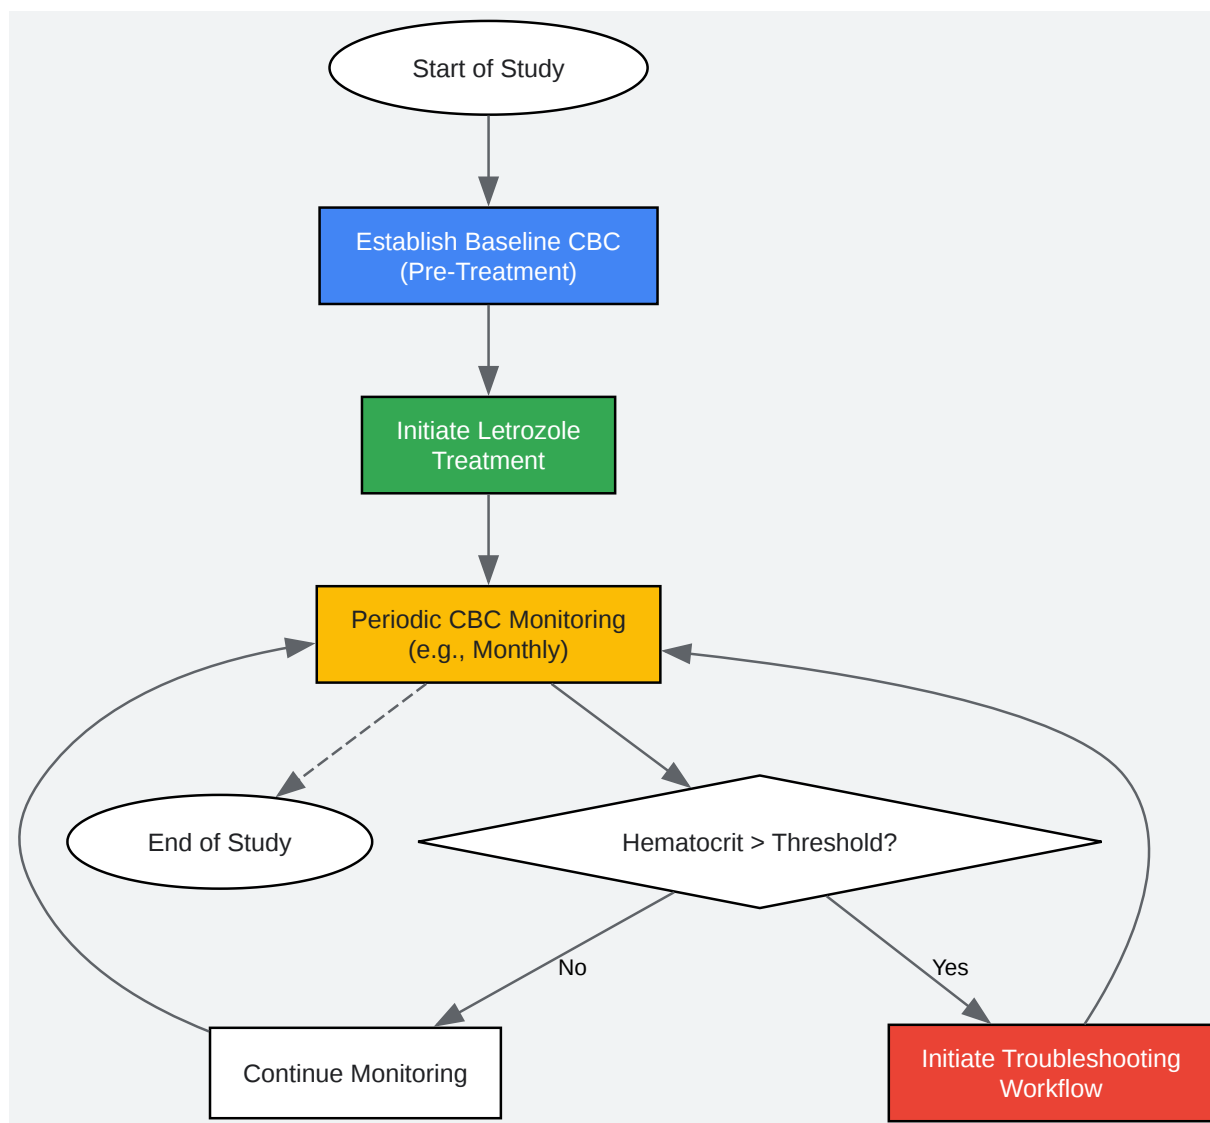 Start of Study
Establish Baseline CBC
(Pre-Treatment)
Initiate Letrozole
Treatment
Periodic CBC Monitoring
(e.g., Monthly)
End of Study
Hematocrit > Threshold?
No
Yes
Continue Monitoring
Initiate Troubleshooting
Workflow